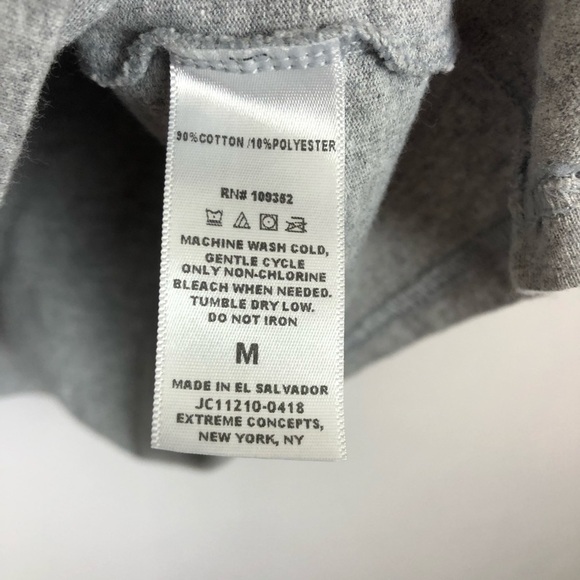 90%COTTON /10%POLYESTER
RN# 109352
MACHINE WASH COLD,
GENTLE CYCLE
ONLY NON-CHLORINE
BLEACH WHEN NEEDED.
TUMBLE DRY LOW.
DO NOT IRON
M
MADE IN EL SALVADOR
JC11210-0418
EXTREME CONCEPTS,
NEW YORK, NY